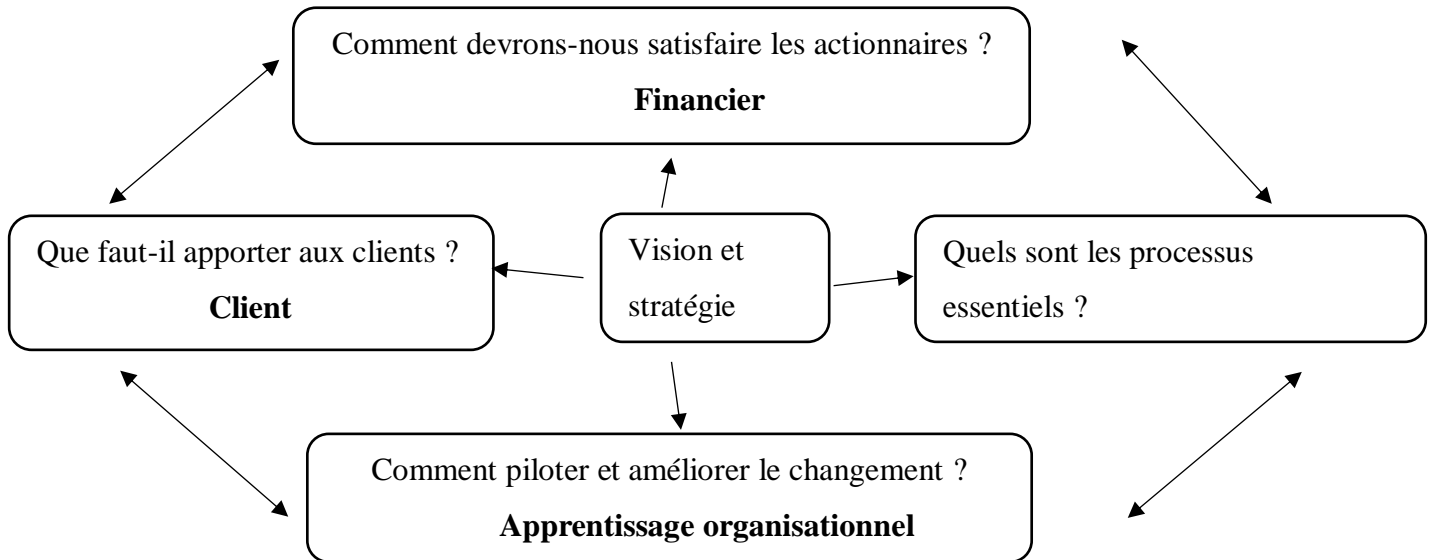 Comment devrons-nous satisfaire les actionnaires ?
Financier
Que faut-il apporter aux clients ?
Client
Vision et
stratégie
Quels sont les processus
essentiels ?
Comment piloter et améliorer le changement ?
Apprentissage organisationnel